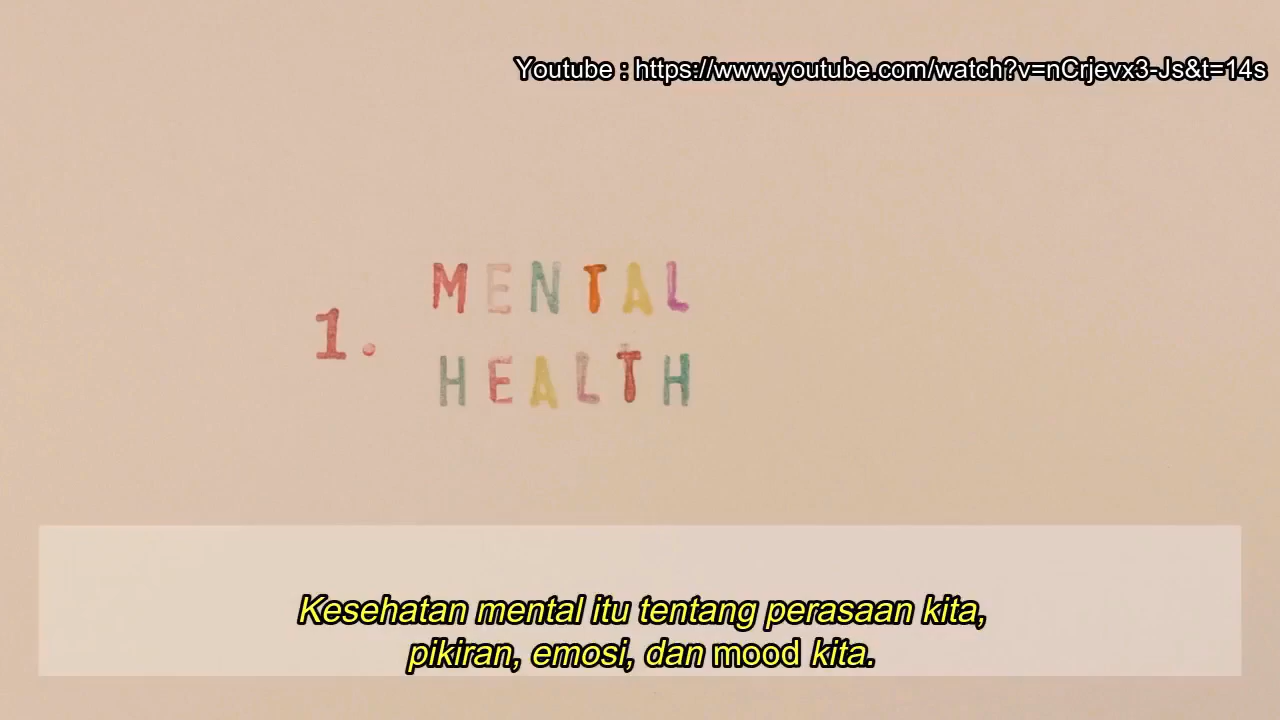 Youtube : https://www.youtube.com/watch?v=nCrjevx3-Js&t=14s
1. MENTAL
HEALTH
Kesehatan mental itu tentang perasaan kita,
pikiran, emosi, dan mood kita.